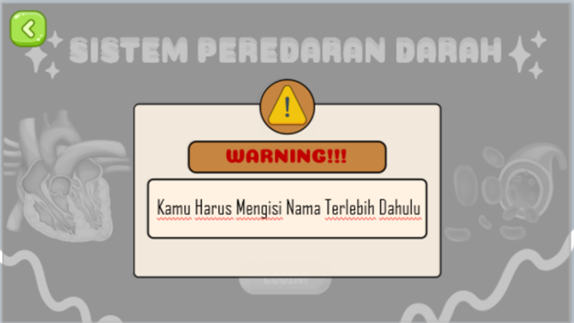 SISTEM PEREDARAN DARAH
WARNING!!!
Kamu Harus Mengisi Nama Terlebih Dahulu